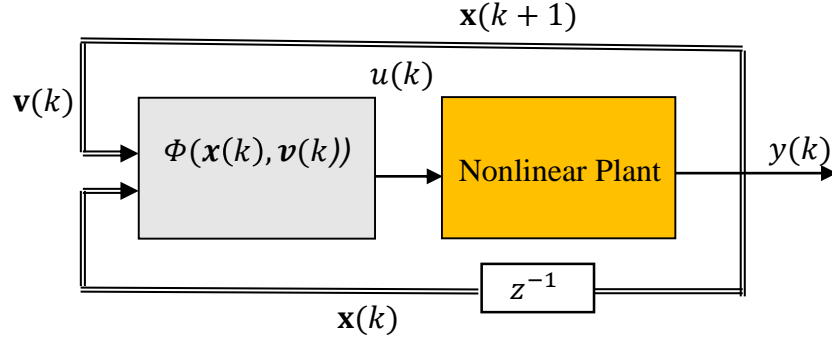 𝐱(k + 1)
u(k)
𝐯(k)
Φ(𝒙(k), 𝒗(k))
Nonlinear Plant
y(k)
z⁻¹
𝐱(k)